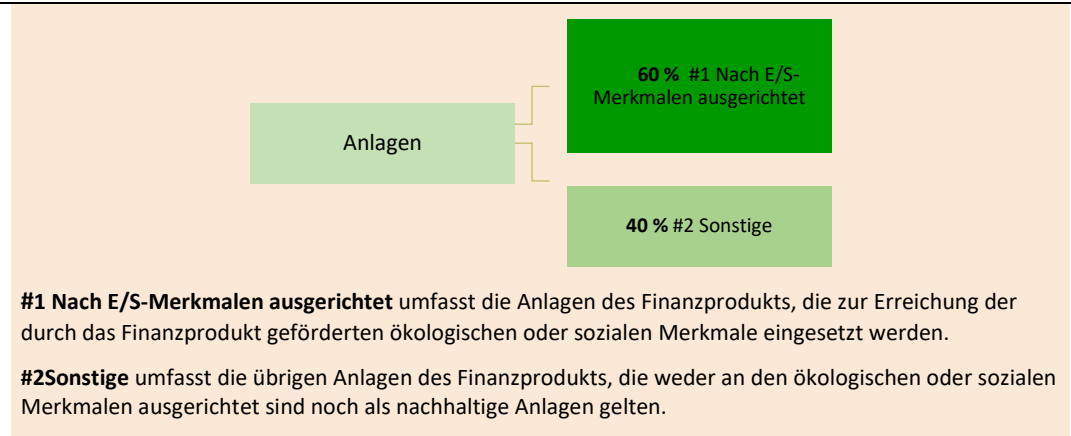 60 % #1 Nach E/S-
Merkmalen ausgerichtet
Anlagen
40 % #2 Sonstige
#1 Nach E/S-Merkmalen ausgerichtet umfasst die Anlagen des Finanzprodukts, die zur Erreichung der
durch das Finanzprodukt geförderten ökologischen oder sozialen Merkmale eingesetzt werden.
#2Sonstige umfasst die übrigen Anlagen des Finanzprodukts, die weder an den ökologischen oder sozialen
Merkmalen ausgerichtet sind noch als nachhaltige Anlagen gelten.